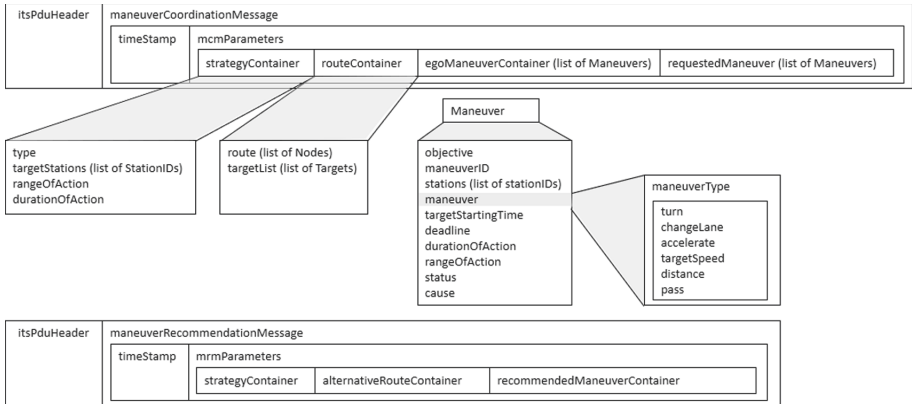 itsPduHeader
maneuverCoordinationMessage
timeStamp
mcmParameters
strategyContainer
routeContainer
egoManeuverContainer (list of Maneuvers)
requestedManeuver (list of Maneuvers)
Maneuver
type
targetStations (list of StationIDs)
rangeOfAction
durationOfAction
route (list of Nodes)
targetList (list of Targets)
objective
maneuverID
stations (list of stationIDs)
maneuver
targetStartingTime
deadline
durationOfAction
rangeOfAction
status
cause
maneuverType
turn
changeLane
accelerate
targetSpeed
distance
pass
itsPduHeader
maneuverRecommendationMessage
timeStamp
mrmParameters
strategyContainer
alternativeRouteContainer
recommendedManeuverContainer